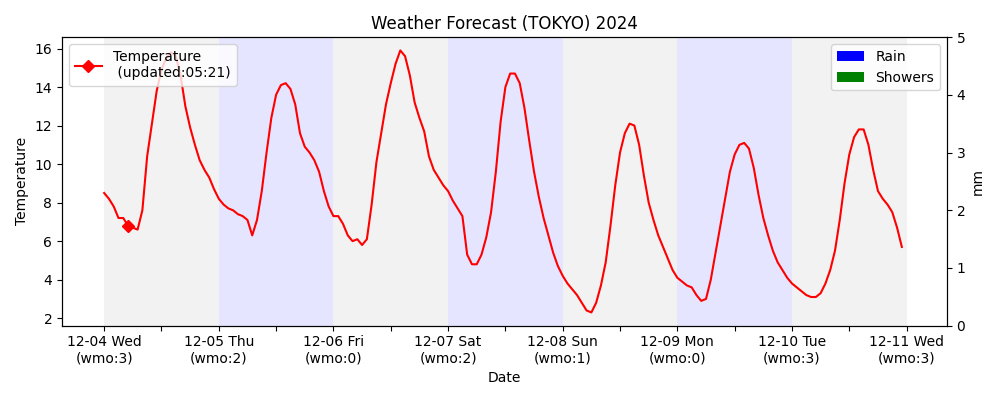 Weather Forecast (TOKYO) 2024
Temperature
(updated:05:21)
Rain
Showers
16
14
12
10
8
6
4
2
Temperature
5
4
3
2
1
0
mm
12-04 Wed 12-05 Thu 12-06 Fri 12-07 Sat 12-08 Sun 12-09 Mon 12-10 Tue 12-11 Wed
(wmo:3) (wmo:2) (wmo:0) (wmo:2) (wmo:1) (wmo:0) (wmo:3) (wmo:3)
Date